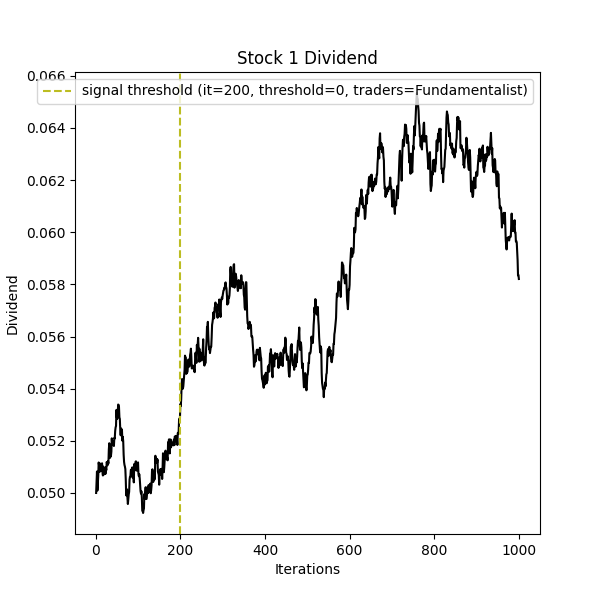 Stock 1 Dividend
signal threshold (it=200, threshold=0, traders=Fundamentalist)
0.066
0.064
0.062
0.060
0.058
0.056
0.054
0.052
0.050
Dividend
0 200 400 600 800 1000
Iterations